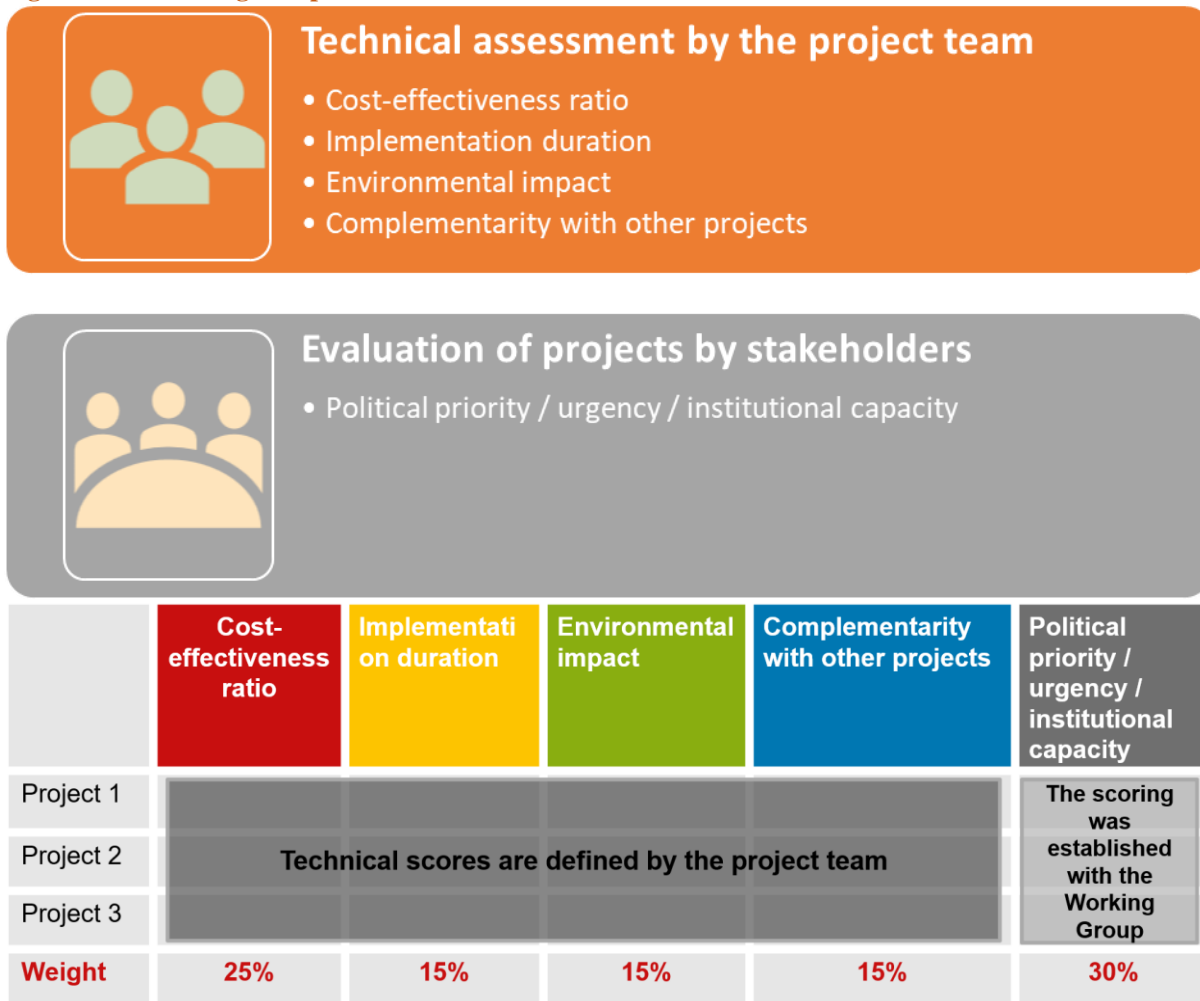 Technical assessment by the project team
• Cost-effectiveness ratio
• Implementation duration
• Environmental impact
• Complementarity with other projects
Evaluation of projects by stakeholders
• Political priority / urgency / institutional capacity
Cost-
effectiveness
ratio
Implementati
on duration
Environmental
impact
Complementarity
with other projects
Political
priority /
urgency /
institutional
capacity
Project 1
Project 2
Project 3
Technical scores are defined by the project team
The scoring
was
established
with the
Working
Group
Weight 25% 15% 15% 15% 30%